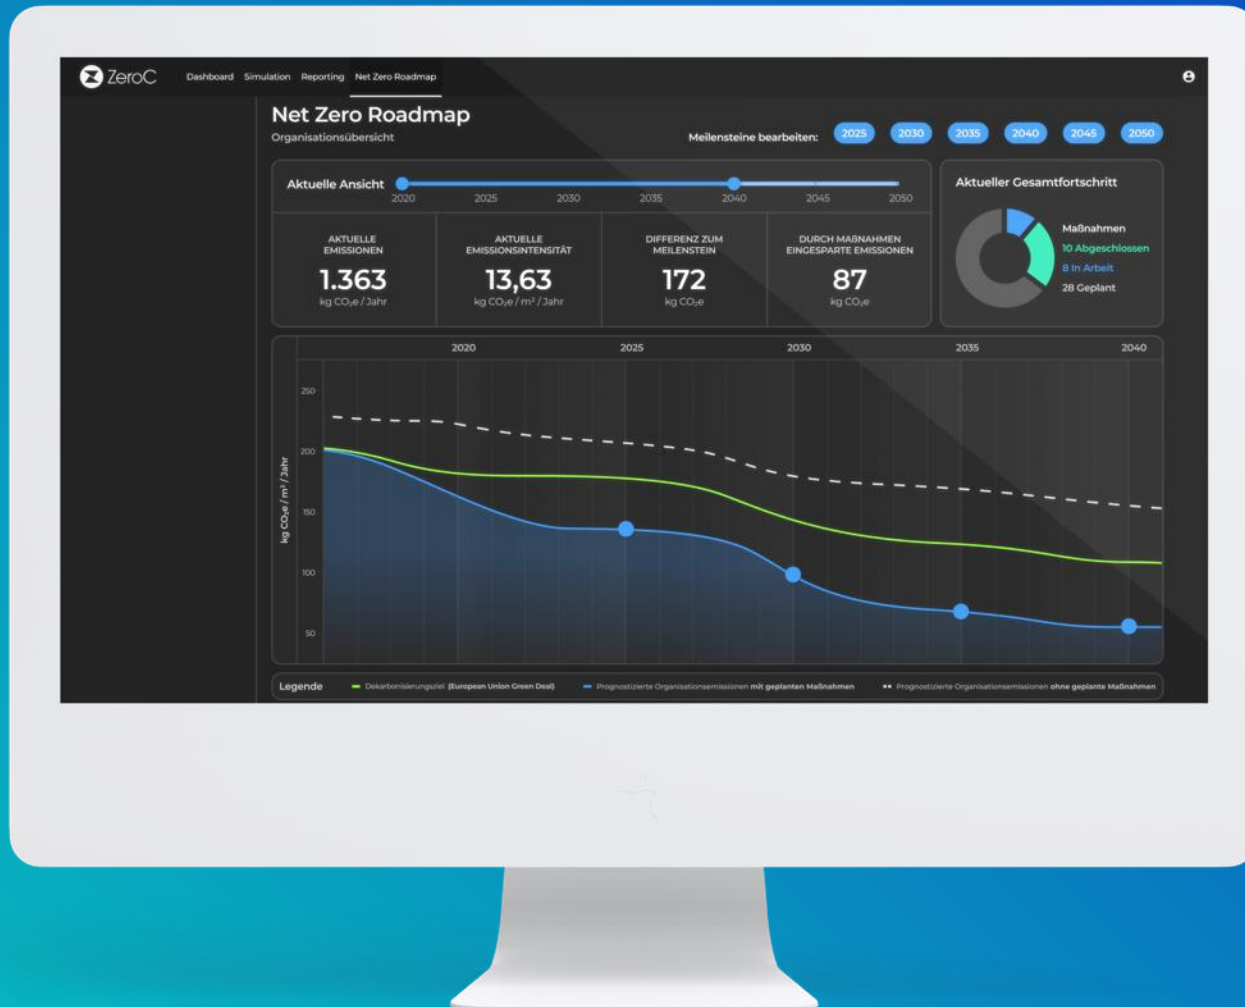 ZeroC
Dashboard Simulation Reporting Net Zero Roadmap
Net Zero Roadmap
Organisationsübersicht
Meilensteine bearbeiten: 2025 2030 2035 2040 2045 2050
Aktuelle Ansicht
2020 2025 2030 2035 2040 2045 2050
AKTUELLE
EMISSIONEN
1.363
kg CO₂e / Jahr
AKTUELLE
EMISSIONSINTENSITÄT
13,63
kg CO₂e / m² / Jahr
DIFFERENZ ZUM
MEILENSTEIN
172
kg CO₂e
DURCH MAßNAHMEN
EINGESPARTE EMISSIONEN
87
kg CO₂e
Aktueller Gesamtfortschritt
Maßnahmen
10 Abgeschlossen
8 In Arbeit
28 Geplant
2020 2025 2030 2035 2040
250
200
150
100
50
kg CO₂e / m² / Jahr
Legende
Dekarbonisierungsziel (European Union Green Deal)
Prognostizierte Organisationsemissionen mit geplanten Maßnahmen
Prognostizierte Organisationsemissionen ohne geplante Maßnahmen